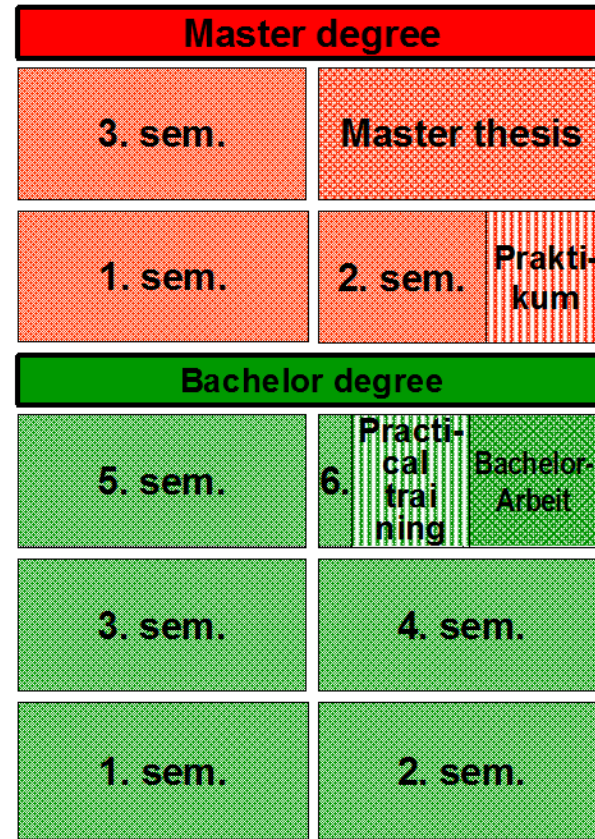 Master degree
3. sem.
Master thesis
1. sem.
2. sem.
Prakti-
kum
Bachelor degree
5. sem.
6.
Practi-
cal
trai
ning
Bachelor-
Arbeit
3. sem.
4. sem.
1. sem.
2. sem.